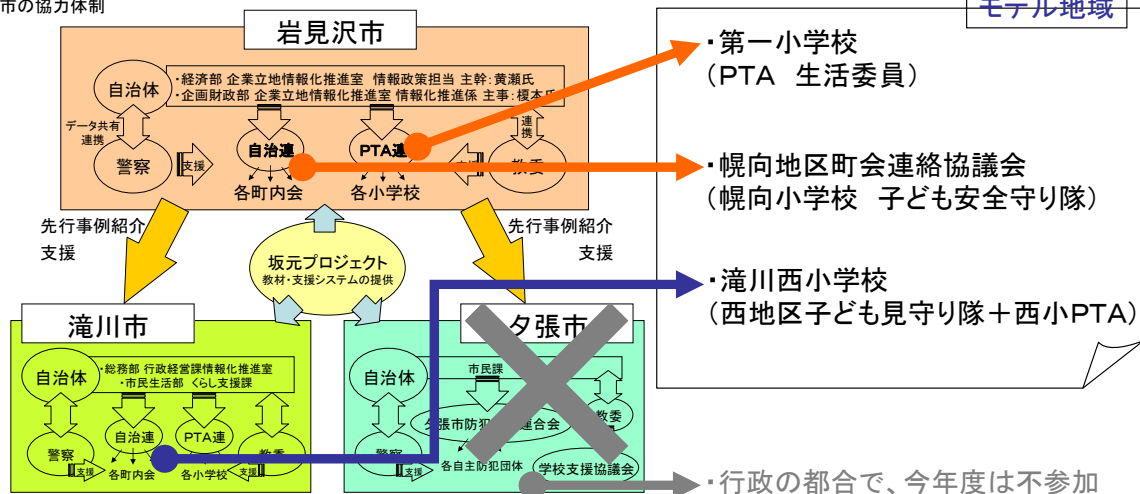 市の協力体制
モデル地域
岩見沢市
自治体
・経済部 企業立地情報化推進室 情報政策担当 主幹:黄瀬氏
・企画財政部 企業立地情報化推進室 情報化推進係 主事:榎本氏
データ共有
連携
連携
自治連
PTA連
警察
支援
教委
各町内会
各小学校
先行事例紹介
支援
先行事例紹介
支援
坂元プロジェクト
教材・支援システムの提供
・第一小学校
(PTA 生活委員)
・幌向地区町会連絡協議会
(幌向小学校 子ども安全守り隊)
・滝川西小学校
(西地区子ども見守り隊+西小PTA)
滝川市
自治体
・総務部 行政経営課情報化推進室
・市民生活部 くらし支援課
自治連
PTA連
警察
支援
支援
教委
各町内会
各小学校
夕張市
自治体
市民課
教委
夕張市防犯 連合会
警察
支援
各自主防犯団体
学校支援協議会
・行政の都合で、今年度は不参加